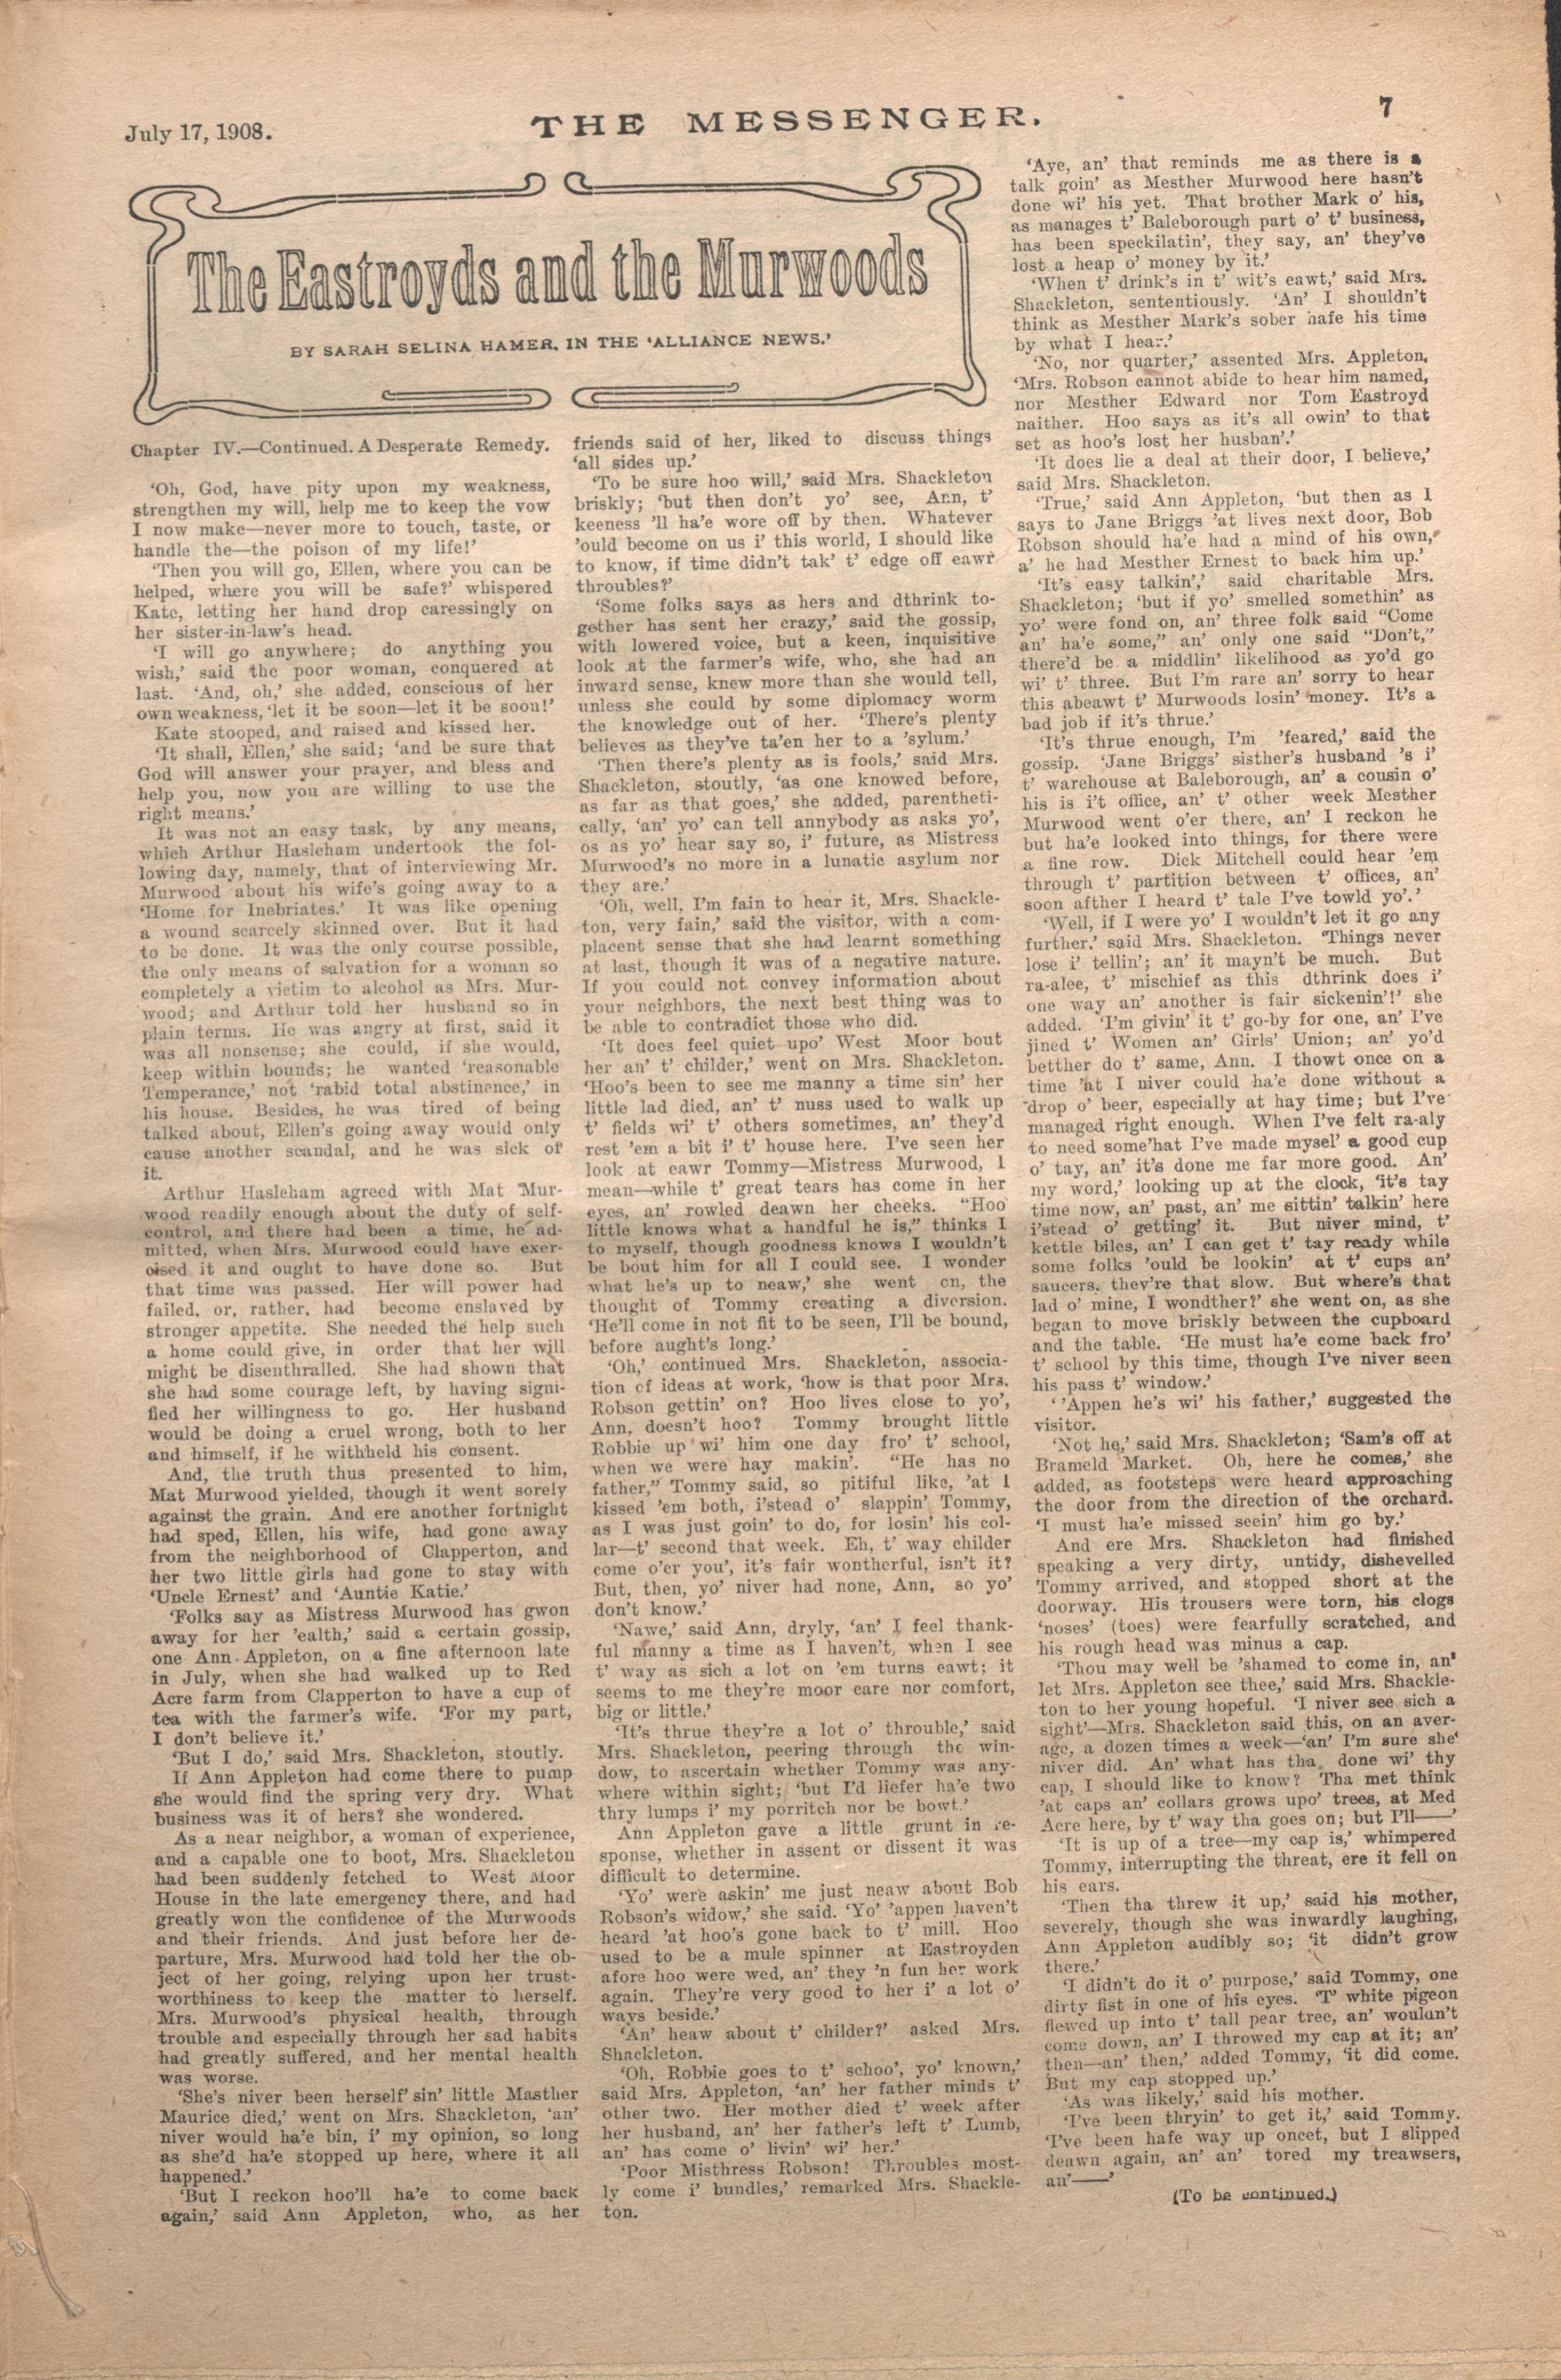 July 17, 1908.
THE MESSENGER.
7
The Eastroyds and the Murwoods
BY SARAH SELINA HAMER, IN THE 'ALLIANCE NEWS.'
Chapter IV.—Continued. A Desperate Remedy.
'Oh, God, have pity upon my weakness,
strengthen my will, help me to keep the vow
I now make—never more to touch, taste, or
handle the—the poison of my life!'
'Then you will go, Ellen, where you can be
helped, where you will be safe?' whispered
Kate, letting her hand drop caressingly on
her sister-in-law's head.
'I will go anywhere; do anything you
wish,' said the poor woman, conquered at
last. 'And, oh,' she added, conscious of her
own weakness, 'let it be soon—let it be soou!'
Kate stooped, and raised and kissed her.
'It shall, Ellen,' she said; 'and be sure that
God will answer your prayer, and bless and
help you, now you are willing to use the
right means.'
It was not an easy task, by any means,
which Arthur Hasleham undertook the fol-
lowing day, namely, that of interviewing Mr.
Murwood about his wife's going away to a
'Home for Inebriates.' It was like opening
a wound scarcely skinned over. But it had
to be done. It was the only course possible,
the only means of salvation for a woman so
completely a victim to alcohol as Mrs. Mur-
wood; and Arthur told her husband so in
plain terms. He was angry at first, said it
was all nonsense; she could, if she would,
keep within bounds; he wanted 'reasonable
Temperance,' not 'rabid total abstinence,' in
his house. Besides, he was tired of being
talked about, Ellen's going away would only
cause another scandal, and he was sick of
it.
Arthur Hasleham agreed with Mat Mur-
wood readily enough about the duty of self-
control, and there had been a time, he ad-
mitted, when Mrs. Murwood could have exer-
cised it and ought to have done so. But
that time was passed. Her will power had
failed, or, rather, had become enslaved by
stronger appetite. She needed the help such
a home could give, in order that her will
might be disenthralled. She had shown that
she had some courage left, by having signi-
fied her willingness to go. Her husband
would be doing a cruel wrong, both to her
and himself, if he withheld his consent.
And, the truth thus presented to him,
Mat Murwood yielded, though it went sorely
against the grain. And ere another fortnight
had sped, Ellen, his wife, had gone away
from the neighborhood of Clapperton, and
her two little girls had gone to stay with
'Uncle Ernest' and 'Auntie Katie.'
'Folks say as Mistress Murwood has gwon
away for her 'ealth,' said a certain gossip,
one Ann Appleton, on a fine afternoon late
in July, when she had walked up to Red
Acre farm from Clapperton to have a cup of
tea with the farmer's wife. 'For my part,
I don't believe it.'
'But I do,' said Mrs. Shackleton, stoutly.
If Ann Appleton had come there to pump
she would find the spring very dry. What
business was it of hers? she wondered.
As a near neighbor, a woman of experience,
and a capable one to boot, Mrs. Shackleton
had been suddenly fetched to West Moor
House in the late emergency there, and had
greatly won the confidence of the Murwoods
and their friends. And just before her de-
parture, Mrs. Murwood had told her the ob-
ject of her going, relying upon her trust-
worthiness to keep the matter to herself.
Mrs. Murwood's physical health, through
trouble and especially through her sad habits
had greatly suffered, and her mental health
was worse.
'She's niver been herself sin' little Masther
Maurice died,' went on Mrs. Shackleton, 'an'
niver would ha'e bin, i' my opinion, so long
as she'd ha'e stopped up here, where it all
happened.'
'But I reckon hoo'll ha'e to come back
again,' said Ann Appleton, who, as her
friends said of her, liked to discuss things
'all sides up.'
'To be sure hoo will,' said Mrs. Shackleton
briskly; 'but then don't yo' see, Ann, t'
keeness 'll ha'e wore off by then. Whatever
'ould become on us i' this world, I should like
to know, if time didn't tak' t' edge off eawr
throubles?'
'Some folks says as hers and dthrink to-
gether has sent her crazy,' said the gossip,
with lowered voice, but a keen, inquisitive
look at the farmer's wife, who, she had an
inward sense, knew more than she would tell,
unless she could by some diplomacy worm
the knowledge out of her. 'There's plenty
believes as they've ta'en her to a 'sylum.'
'Then there's plenty as is fools,' said Mrs.
Shackleton, stoutly, 'as one knowed before,
as far as that goes,' she added, parentheti-
cally, 'an' yo' can tell annybody as asks yo',
os as yo' hear say so, i' future, as Mistress
Murwood's no more in a lunatic asylum nor
they are.'
'Oh, well, I'm fain to hear it, Mrs. Shackle-
ton, very fain,' said the visitor, with a com-
placent sense that she had learnt something
at last, though it was of a negative nature.
If you could not convey information about
your neighbors, the next best thing was to
be able to contradict those who did.
'It does feel quiet upo' West Moor bout
her an' t' childer,' went on Mrs. Shackleton.
'Hoo's been to see me manny a time sin' her
little lad died, an' t' nuss used to walk up
t' fields wi' t' others sometimes, an' they'd
rest 'em a bit i' t' house here. I've seen her
look at eawr Tommy—Mistress Murwood, I
mean—while t' great tears has come in her
eyes, an' rowled deawn her cheeks. "Hoo
little knows what a handful he is," thinks I
to myself, though goodness knows I wouldn't
be bout him for all I could see. I wonder
what he's up to neaw,' she went on, the
thought of Tommy creating a diversion.
'He'll come in not fit to be seen, I'll be bound,
before aught's long.'
'Oh,' continued Mrs. Shackleton, associa-
tion of ideas at work, 'how is that poor Mrs.
Robson gettin' on? Hoo lives close to yo',
Ann, doesn't hoo? Tommy brought little
Robbie up wi' him one day fro' t' school,
when we were hay makin'. "He has no
father," Tommy said, so pitiful like, 'at I
kissed 'em both, i'stead o' slappin' Tommy,
as I was just goin' to do, for losin' his col-
lar—t' second that week. Eh, t' way childer
come o'er you', it's fair wontherful, isn't it?
But, then, yo' niver had none, Ann, so yo'
don't know.'
'Nawe,' said Ann, dryly, 'an' I feel thank-
ful manny a time as I haven't, when I see
t' way as sich a lot on 'em turns eawt; it
seems to me they're moor care nor comfort,
big or little.'
'It's thrue they're a lot o' throuble,' said
Mrs. Shackleton, peering through the win-
dow, to ascertain whether Tommy was any-
where within sight; 'but I'd liefer ha'e two
thry lumps i' my porritch nor be bowt.'
Ann Appleton gave a little grunt in re-
sponse, whether in assent or dissent it was
difficult to determine.
'Yo' were askin' me just neaw about Bob
Robson's widow,' she said. 'Yo' 'appen haven't
heard 'at hoo's gone back to t' mill. Hoo
used to be a mule spinner at Eastroyden
afore hoo were wed, an' they 'n fun her work
again. They're very good to her i' a lot o'
ways beside.'
'An' heaw about t' childer?' asked Mrs.
Shackleton.
'Oh, Robbie goes to t' schoo', yo' known,'
said Mrs. Appleton, 'an' her father minds t'
other two. Her mother died t' week after
her husband, an' her father's left t' Lumb,
an' has come o' livin' wi' her.'
'Poor Misthress Robson! Throubles most-
ly come i' bundles,' remarked Mrs. Shackle-
ton.
'Aye, an' that reminds me as there is a
talk goin' as Mesther Murwood here hasn't
done wi' his yet. That brother Mark o' his,
as manages t' Baleborough part o' t' business,
has been speckilatin', they say, an' they've
lost a heap o' money by it.'
'When t' drink's in t' wit's eawt,' said Mrs.
Shackleton, sententiously. 'An' I shouldn't
think as Mesther Mark's sober hafe his time
by what I hear.'
'No, nor quarter,' assented Mrs. Appleton.
'Mrs. Robson cannot abide to hear him named,
nor Mesther Edward nor Tom Eastroyd
naither. Hoo says as it's all owin' to that
set as hoo's lost her husban'.'
'It does lie a deal at their door, I believe,'
said Mrs. Shackleton.
'True,' said Ann Appleton, 'but then as I
says to Jane Briggs 'at lives next door, Bob
Robson should ha'e had a mind of his own,
a' he had Mesther Ernest to back him up.'
'It's easy talkin',' said charitable Mrs.
Shackleton; 'but if yo' smelled somethin' as
yo' were fond on, an' three folk said "Come
an' ha'e some," an' only one said "Don't,"
there'd be a middlin' likelihood as yo'd go
wi' t' three. But I'm rare an' sorry to hear
this abeawt t' Murwoods losin' money. It's a
bad job if it's thrue.'
'It's thrue enough, I'm 'feared,' said the
gossip. 'Jane Briggs' sisther's husband 's i'
t' warehouse at Baleborough, an' a cousin o'
his is i't office, an' t' other week Mesther
Murwood went o'er there, an' I reckon he
but ha'e looked into things, for there were
a fine row. Dick Mitchell could hear 'em
through t' partition between t' offices, an'
soon afther I heard t' tale I've towld yo'.'
'Well, if I were yo' I wouldn't let it go any
further.' said Mrs. Shackleton. 'Things never
lose i' tellin'; an' it mayn't be much. But
ra-alee, t' mischief as this dthrink does i'
one way an' another is fair sickenin'!' she
added. 'I'm givin' it t' go-by for one, an' I've
jined t' Women an' Girls' Union; an' yo'd
betther do t' same, Ann. I thowt once on a
time 'at I niver could ha'e done without a
drop o' beer, especially at hay time; but I've
managed right enough. When I've felt ra-aly
to need some'hat I've made mysel' a good cup
o' tay, an' it's done me far more good. An'
my word,' looking up at the clock, 'it's tay
time now, an' past, an' me sittin' talkin' here
i'stead o' getting' it. But niver mind, t'
kettle biles, an' I can get t' tay ready while
some folks 'ould be lookin' at t' cups an'
saucers, they're that slow. But where's that
lad o' mine, I wondther?' she went on, as she
began to move briskly between the cupboard
and the table. 'He must ha'e come back fro'
t' school by this time, though I've niver seen
his pass t' window.'
''Appen he's wi' his father,' suggested the
visitor.
'Not he,' said Mrs. Shackleton; 'Sam's off at
Brameld Market. Oh, here he comes,' she
added, as footsteps were heard approaching
the door from the direction of the orchard.
'I must ha'e missed seein' him go by.'
And ere Mrs. Shackleton had finished
speaking a very dirty, untidy, dishevelled
Tommy arrived, and stopped short at the
doorway. His trousers were torn, his clogs
'noses' (toes) were fearfully scratched, and
his rough head was minus a cap.
'Thou may well be 'shamed to come in, an'
let Mrs. Appleton see thee,' said Mrs. Shackle-
ton to her young hopeful. 'I niver see sich a
sight'—Mrs. Shackleton said this, on an aver-
age, a dozen times a week—'an' I'm sure she'
niver did. An' what has tha done wi' thy
cap, I should like to know? Tha met think
'at caps an' collars grows upo' trees, at Med
Acre here, by t' way tha goes on; but I'll——'
'It is up of a tree—my cap is,' whimpered
Tommy, interrupting the threat, ere it fell on
his ears.
'Then tha threw it up,' said his mother,
severely, though she was inwardly laughing,
Ann Appleton audibly so; 'it didn't grow
there.'
'I didn't do it o' purpose,' said Tommy, one
dirty fist in one of his eyes. 'T' white pigeon
flewed up into t' tall pear tree, an' wouldn't
come down, an' I throwed my cap at it; an'
then—an' then,' added Tommy, 'it did come.
But my cap stopped up.'
'As was likely,' said his mother.
'I've been thryin' to get it,' said Tommy.
'I've been hafe way up oncet, but I slipped
deawn again, an' an' tored my treawsers,
an'——'
(To be continued.)